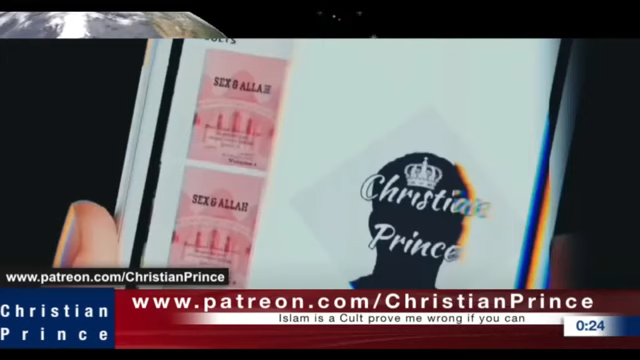 SEX & ALLAH
SEX & ALLAH
Christian
Prince
www.patreon.com/ChristianPrince
Christian
Prince
www.patreon.com/ChristianPrince
Islam is a Cult prove me wrong if you can
0:24